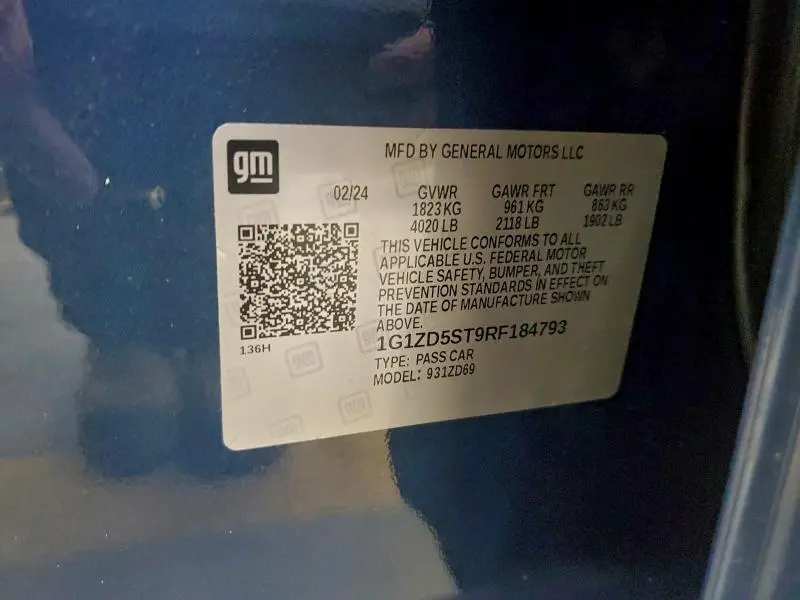 gm
MFD BY GENERAL MOTORS LLC
02/24 GVWR GAWR FRT GAWR RR
1823 KG 961 KG 863 KG
4020 LB 2118 LB 1902 LB
THIS VEHICLE CONFORMS TO ALL
APPLICABLE U.S. FEDERAL MOTOR
VEHICLE SAFETY, BUMPER, AND THEFT
PREVENTION STANDARDS IN EFFECT ON
THE DATE OF MANUFACTURE SHOWN
ABOVE.
136H
1G1ZD5ST9RF184793
TYPE: PASS CAR
MODEL: 931ZD69